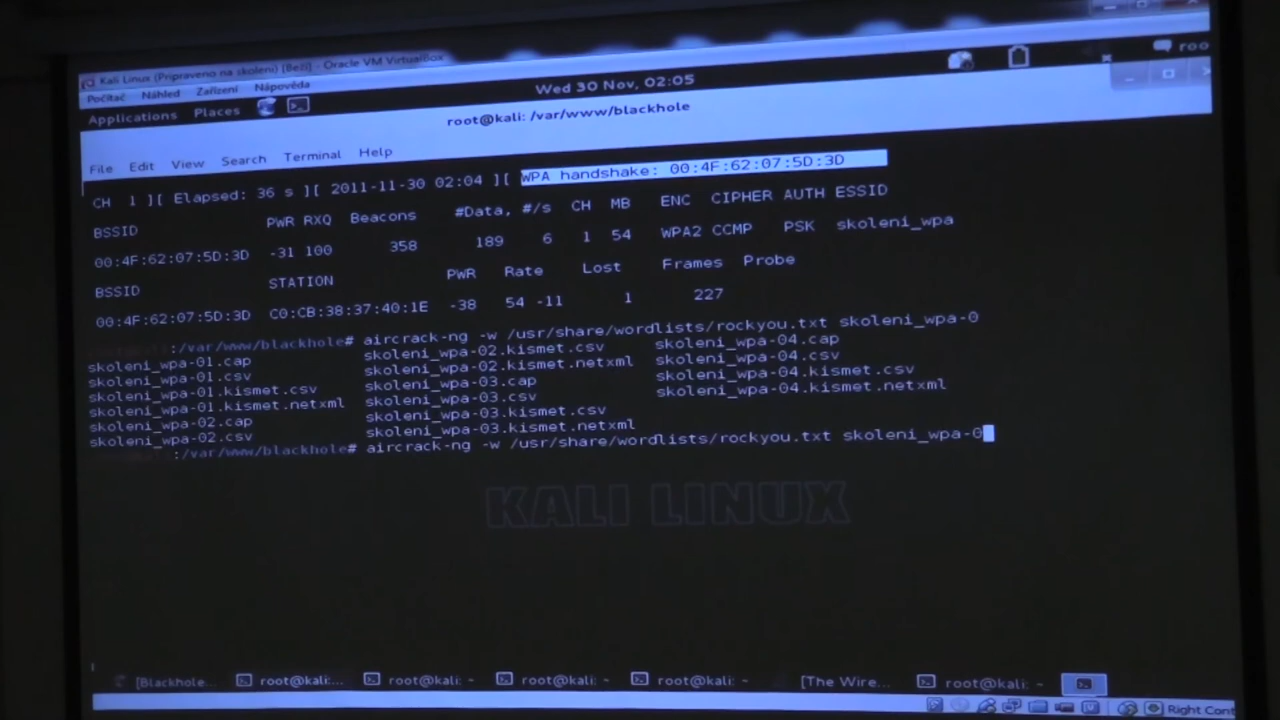 Kali Linux (Připraveno na školení) [Běží] - Oracle VM VirtualBox
Počítač Náhled Zařízení Nápověda
Applications Places Wed 30 Nov, 02:05 roo
root@kali: /var/www/blackhole
File Edit View Search Terminal Help
CH 1 ][ Elapsed: 36 s ][ 2011-11-30 02:04 ][ WPA handshake: 00:4F:62:07:5D:3D
BSSID PWR RXQ Beacons #Data, #/s CH MB ENC CIPHER AUTH ESSID
00:4F:62:07:5D:3D -31 100 358 189 6 1 54 WPA2 CCMP PSK skoleni_wpa
BSSID STATION PWR Rate Lost Frames Probe
00:4F:62:07:5D:3D C0:CB:38:37:40:1E -38 54 -11 1 227
:/var/www/blackhole# aircrack-ng -w /usr/share/wordlists/rockyou.txt skoleni_wpa-0
skoleni_wpa-01.cap skoleni_wpa-02.kismet.csv skoleni_wpa-04.cap
skoleni_wpa-01.csv skoleni_wpa-02.kismet.netxml skoleni_wpa-04.csv
skoleni_wpa-01.kismet.csv skoleni_wpa-03.cap skoleni_wpa-04.kismet.csv
skoleni_wpa-01.kismet.netxml skoleni_wpa-03.csv skoleni_wpa-04.kismet.netxml
skoleni_wpa-02.cap skoleni_wpa-03.kismet.csv
skoleni_wpa-02.csv skoleni_wpa-03.kismet.netxml
:/var/www/blackhole# aircrack-ng -w /usr/share/wordlists/rockyou.txt skoleni_wpa-0
KALI LINUX
[Blackhole... root@kali:... root@kali: ~ root@kali: ~ root@kali: ~ [The Wire... root@kali: ~
Right Cont